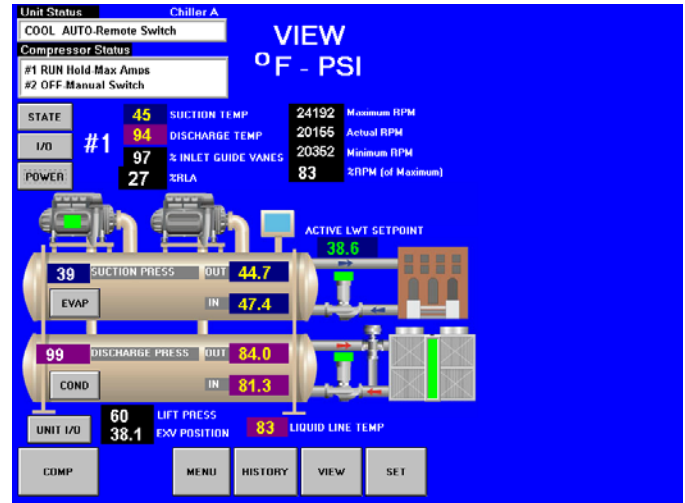 Unit Status Chiller A
COOL AUTO-Remote Switch
VIEW
Compressor Status
ºF - PSI
#1 RUN Hold-Max Amps
#2 OFF-Manual Switch
STATE
I/O
POWER
#1
45 SUCTION TEMP
94 DISCHARGE TEMP
97 % INLET GUIDE VANES
27 %RLA
24192 Maximum RPM
20155 Actual RPM
20352 Minimum RPM
83 %RPM (of Maximum)
ACTIVE LWT SETPOINT
38.6
39 SUCTION PRESS OUT 44.7
EVAP IN 47.4
99 DISCHARGE PRESS OUT 84.0
COND IN 81.3
UNIT I/O
60 LIFT PRESS
38.1 EXV POSITION
83 LIQUID LINE TEMP
COMP MENU HISTORY VIEW SET